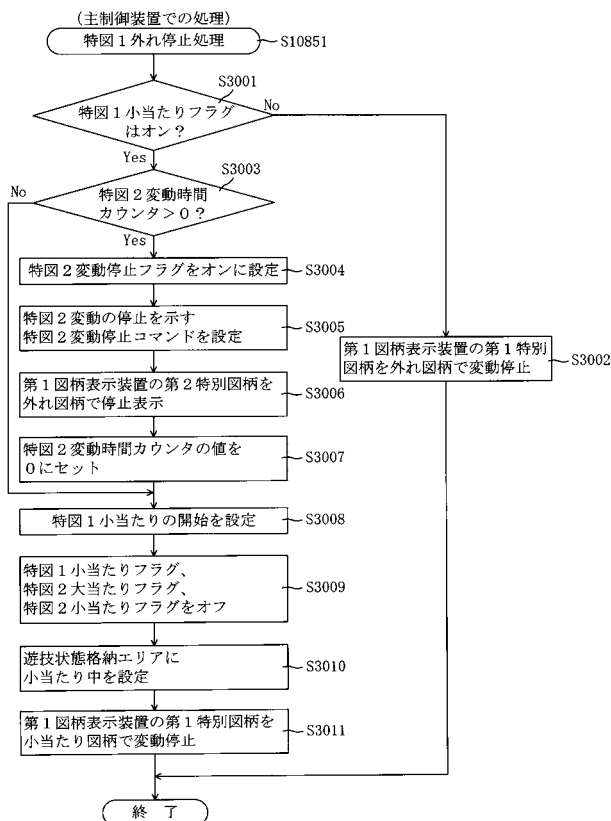 (主制御装置での処理)
特図1外れ停止処理
S10851
S3001
特図1小当たりフラグ
はオン?
No
Yes
S3003
No
特図2変動時間
カウンタ>0?
Yes
特図2変動停止フラグをオンに設定
S3004
特図2変動の停止を示す
特図2変動停止コマンドを設定
S3005
第1図柄表示装置の第1特別
図柄を外れ図柄で変動停止
S3002
第1図柄表示装置の第2特別図柄を
外れ図柄で停止表示
S3006
特図2変動時間カウンタの値を
0にセット
S3007
特図1小当たりの開始を設定
S3008
特図1小当たりフラグ、
特図2大当たりフラグ、
特図2小当たりフラグをオフ
S3009
遊技状態格納エリアに
小当たり中を設定
S3010
第1図柄表示装置の第1特別図柄を
小当たり図柄で変動停止
S3011
終 了